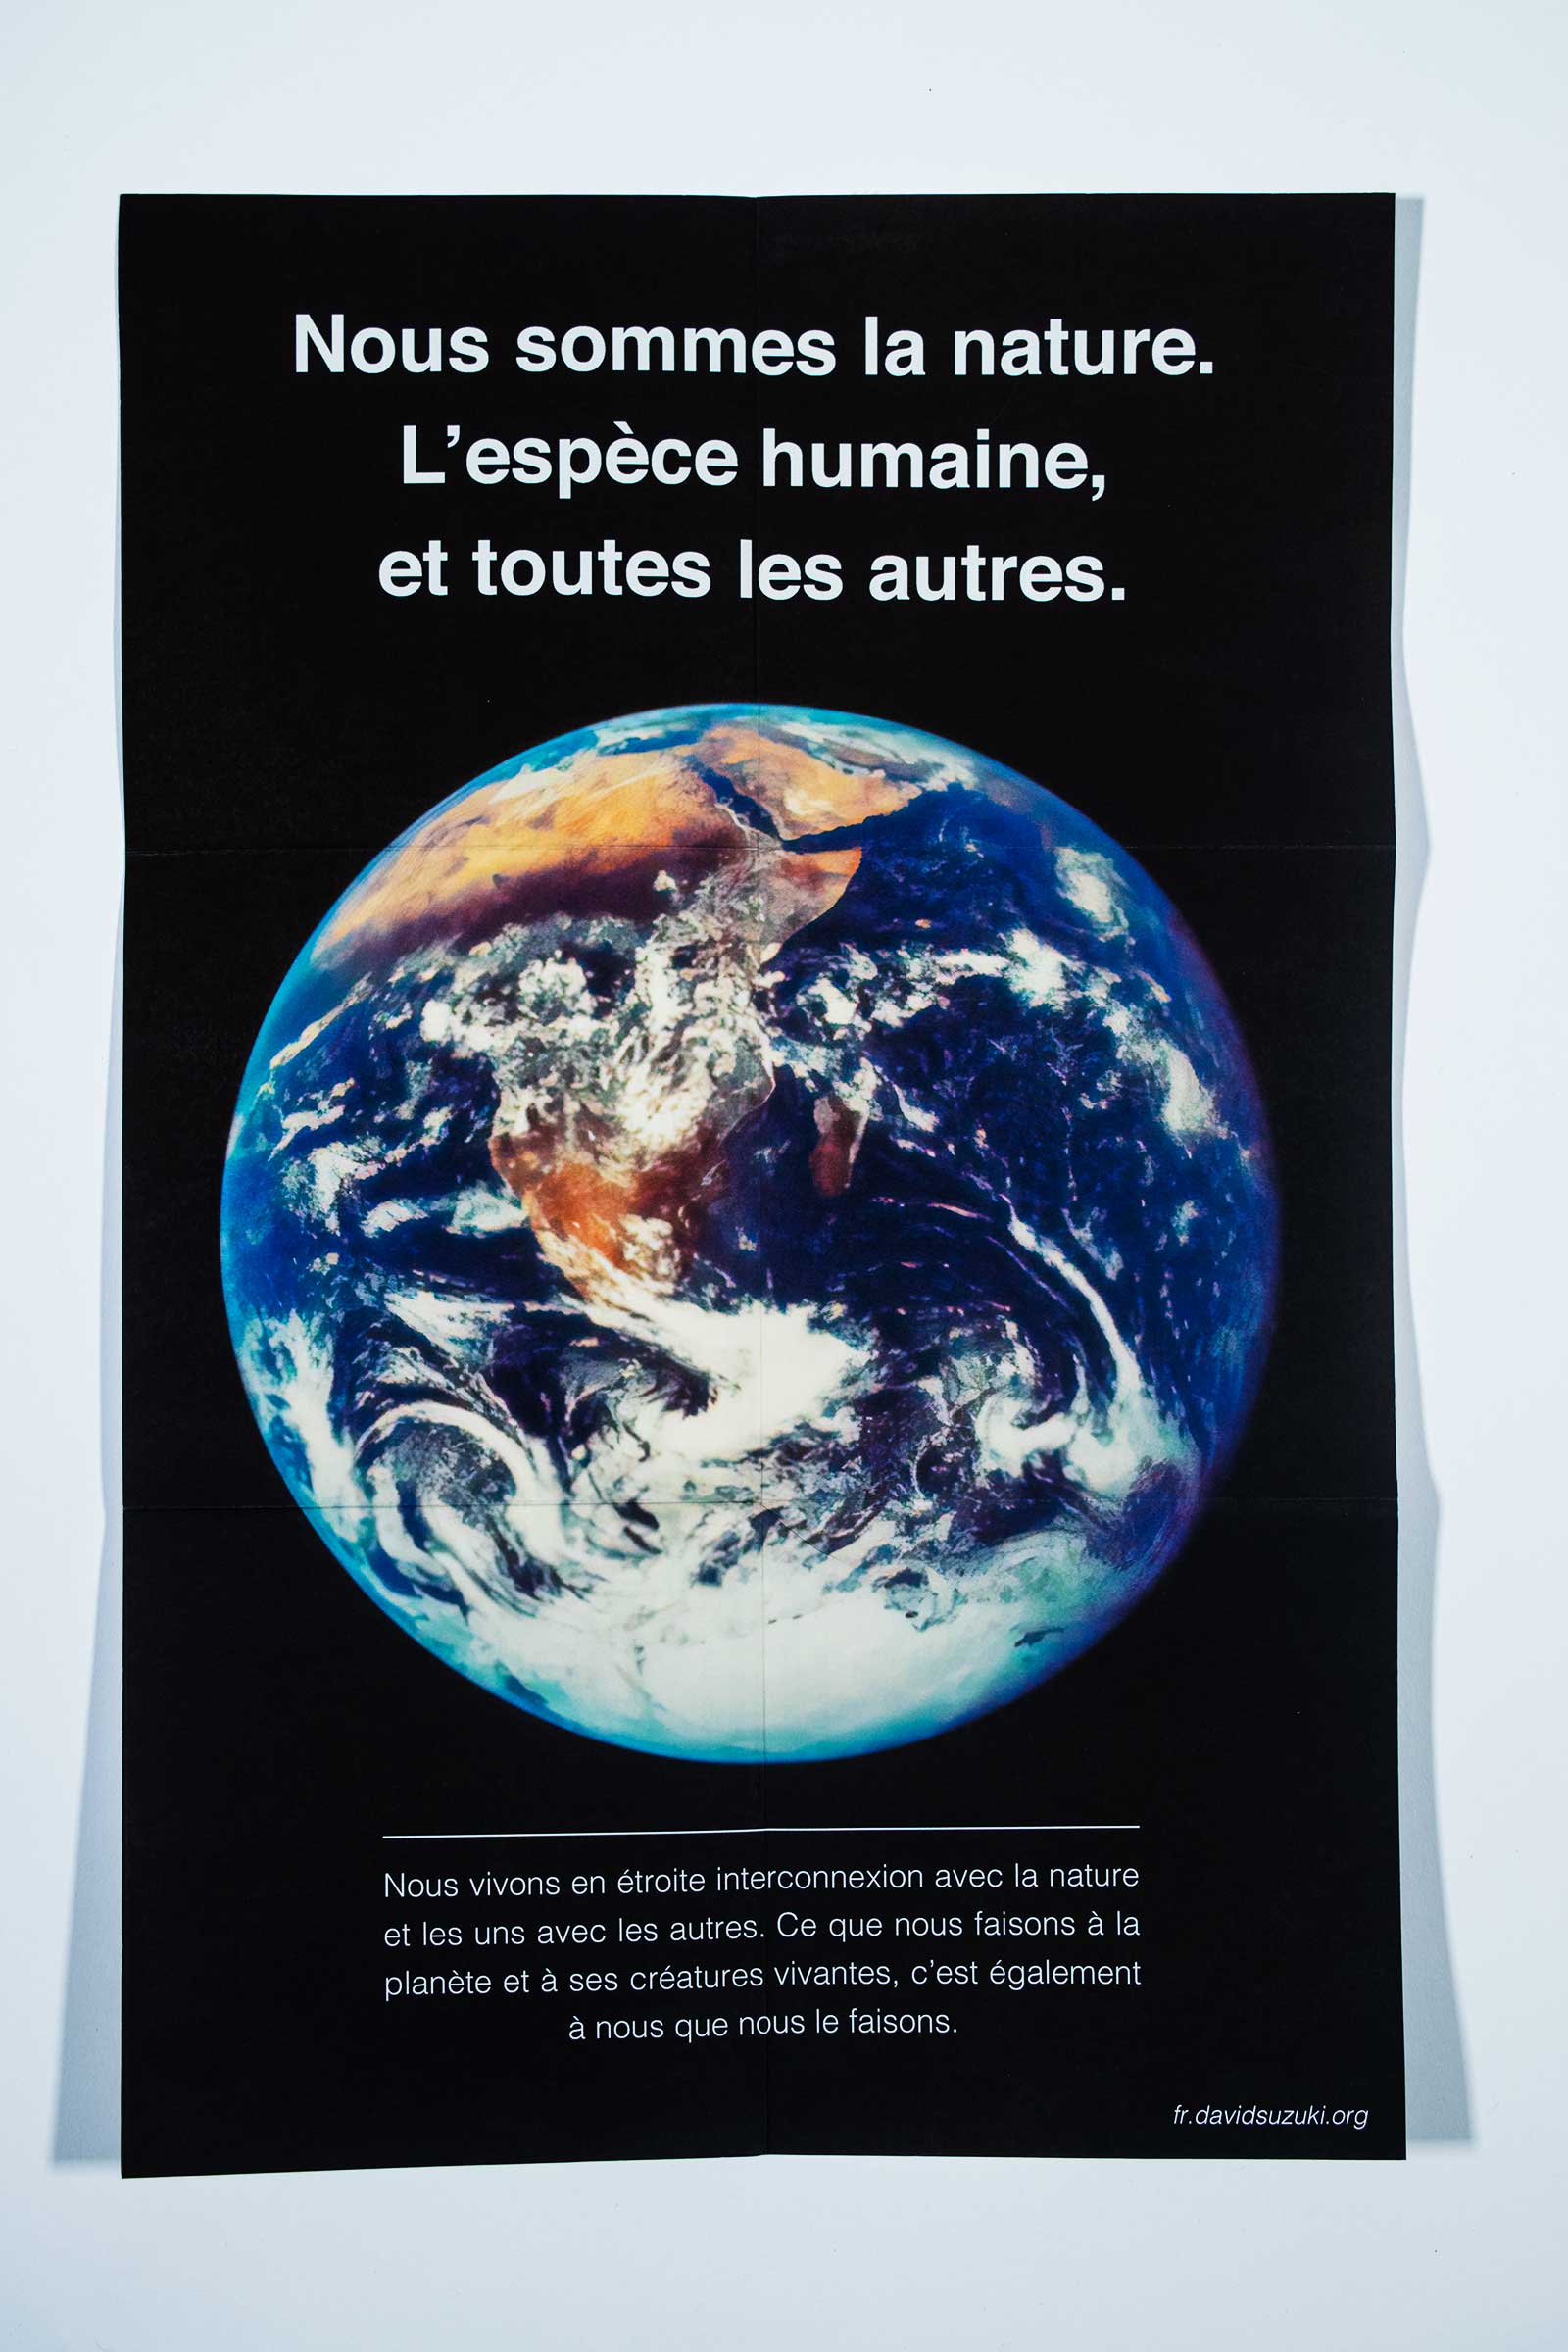 Nous sommes la nature.
L’espèce humaine,
et toutes les autres.
Nous vivons en étroite interconnexion avec la nature
et les uns avec les autres. Ce que nous faisons à la
planète et à ses créatures vivantes, c’est également
à nous que nous le faisons.
fr.davidsuzuki.org